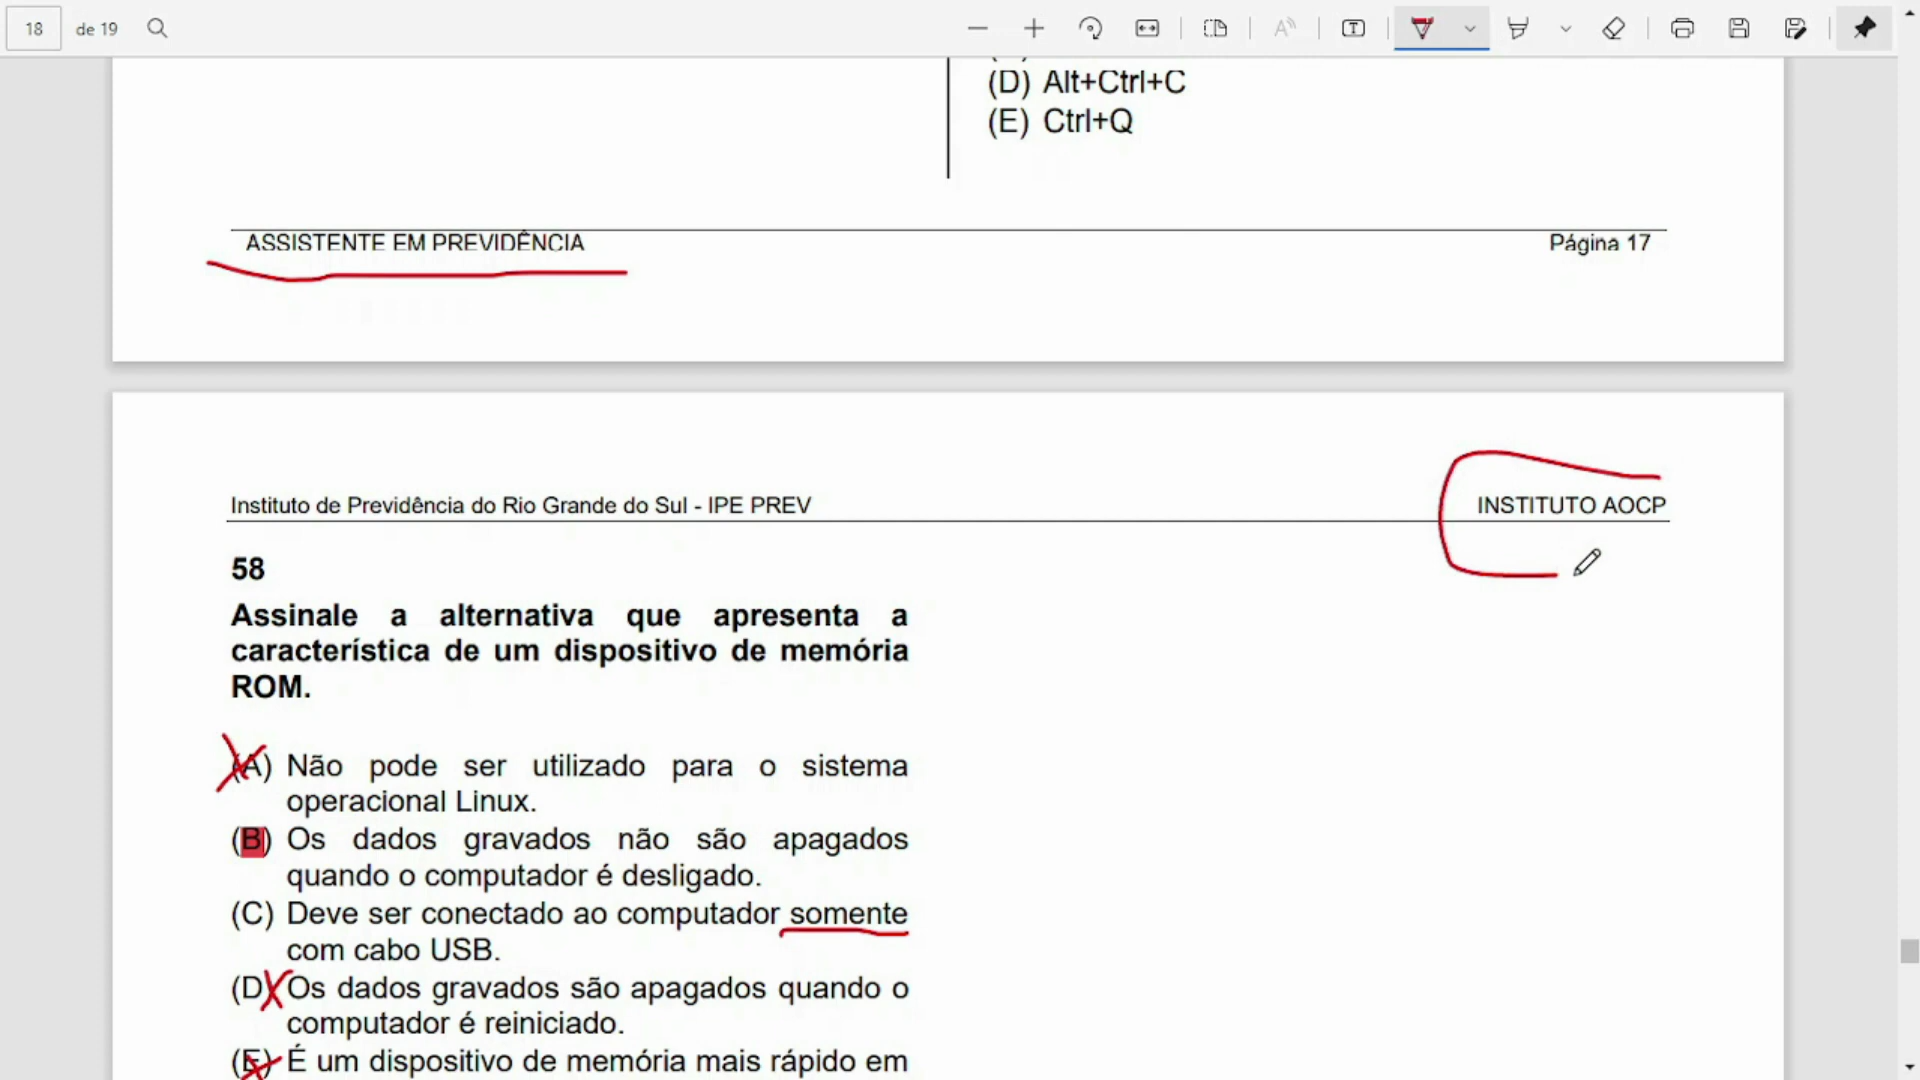 18 de 19
(D) Alt+Ctrl+C
(E) Ctrl+Q
ASSISTENTE EM PREVIDÊNCIA
Página 17
Instituto de Previdência do Rio Grande do Sul - IPE PREV
INSTITUTO AOCP
58
Assinale a alternativa que apresenta a
característica de um dispositivo de memória
ROM.
(A) Não pode ser utilizado para o sistema
operacional Linux.
(B) Os dados gravados não são apagados
quando o computador é desligado.
(C) Deve ser conectado ao computador somente
com cabo USB.
(D) Os dados gravados são apagados quando o
computador é reiniciado.
(E) É um dispositivo de memória mais rápido em